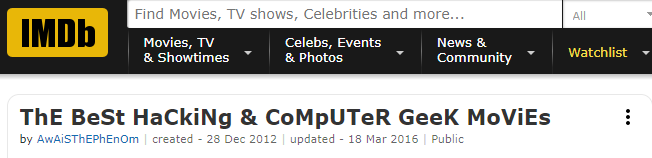 IMDb
Find Movies, TV shows, Celebrities and more...
All
Movies, TV
& Showtimes
Celebs, Events
& Photos
News &
Community
Watchlist
ThE BeSt HaCkiNg & CoMpUTeR GeeK MoViEs
by AwAiSThEPhEnOm | created - 28 Dec 2012 | updated - 18 Mar 2016 | Public